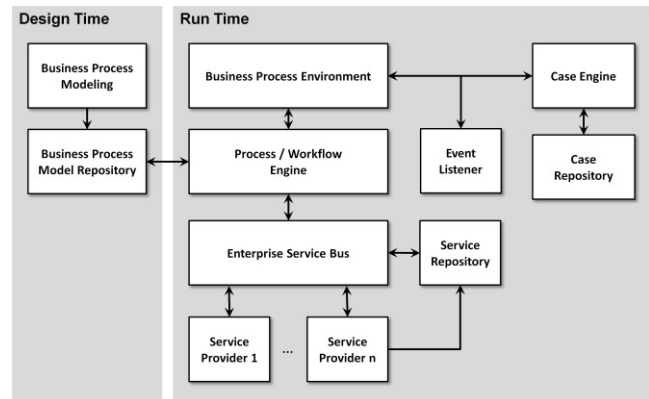 Design Time
Run Time
Business Process
Modeling
Business Process Environment
Case Engine
Business Process
Model Repository
Process / Workflow
Engine
Event
Listener
Case
Repository
Enterprise Service Bus
Service
Repository
Service
Provider 1
...
Service
Provider n